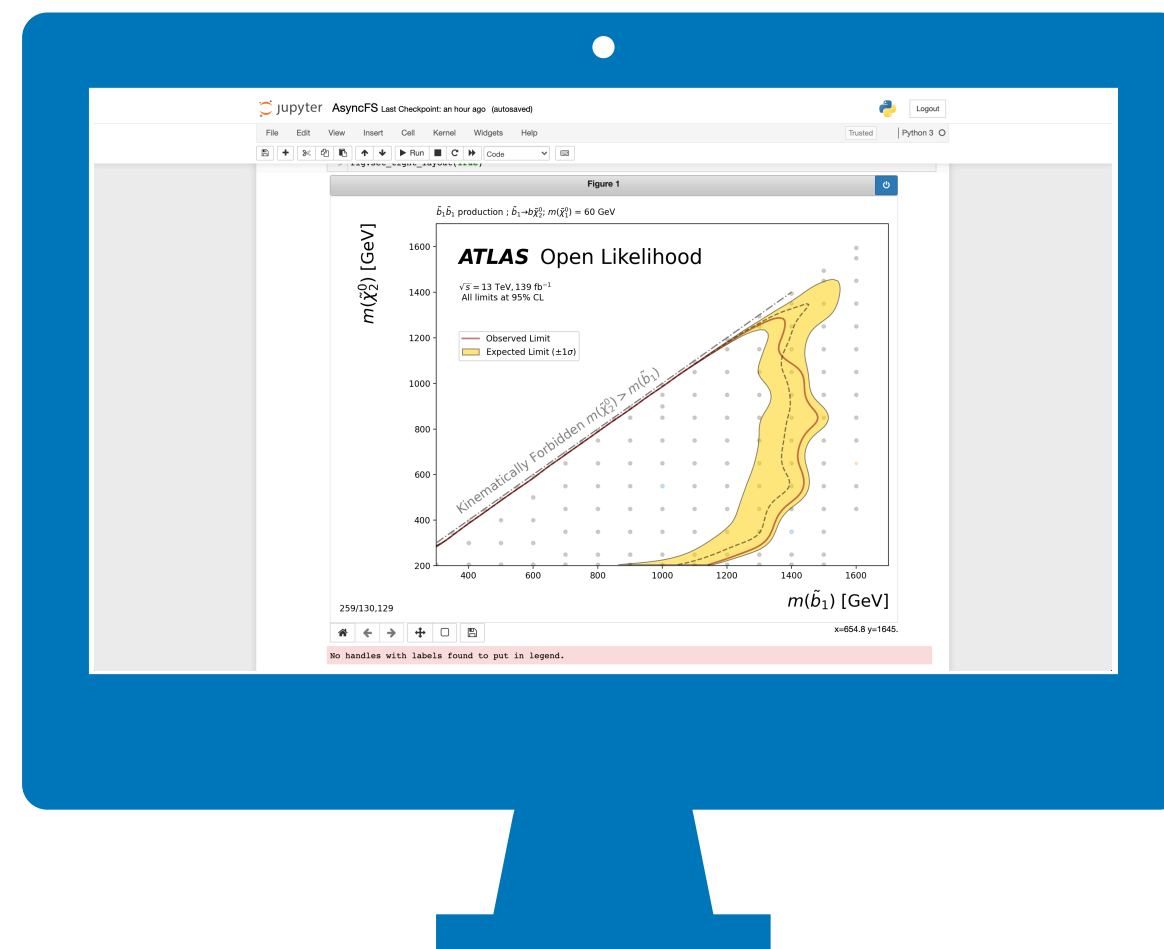 jupyter AsyncFS Last Checkpoint: an hour ago (autosaved) Logout
File Edit View Insert Cell Kernel Widgets Help Trusted Python 3
Run Code
Figure 1
b̃₁b̃₁ production ; b̃₁→bχ̃₂⁰; m(χ̃₁⁰) = 60 GeV
m(χ̃₂⁰) [GeV]
ATLAS Open Likelihood
√s = 13 TeV, 139 fb⁻¹
All limits at 95% CL
Observed Limit
Expected Limit (±1σ)
Kinematically Forbidden m(χ̃₂⁰) > m(b̃₁)
1600
1400
1200
1000
800
600
400
200
400 600 800 1000 1200 1400 1600
m(b̃₁) [GeV]
259/130,129
x=654.8 y=1645.
No handles with labels found to put in legend.